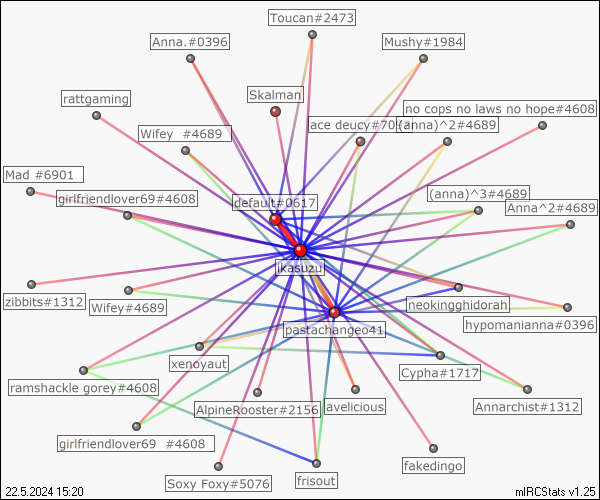 Toucan#2473
Anna.#0396
Mushy#1984
Skalman
rattgaming
no cops no laws no hope#4608
ace deucy#70
(anna)^2#4689
Wifey #4689
Mad #6901
girlfriendlover69#4608
default#0617
(anna)^3#4689
Anna^2#4689
ikasuzu
zibbits#1312
Wifey#4689
neokingghidorah
hypomanianna#0396
pastachange041
xenoyaut
Cypha#1717
ramshackle gorey#4608
AlpineRooster#2156
lavelicious
Annarchist#1312
girlfriendlover69 #4608
fakedingo
Soxy Foxy#5076
frisout
22.5.2024 15:20
mIRCStats v1.25